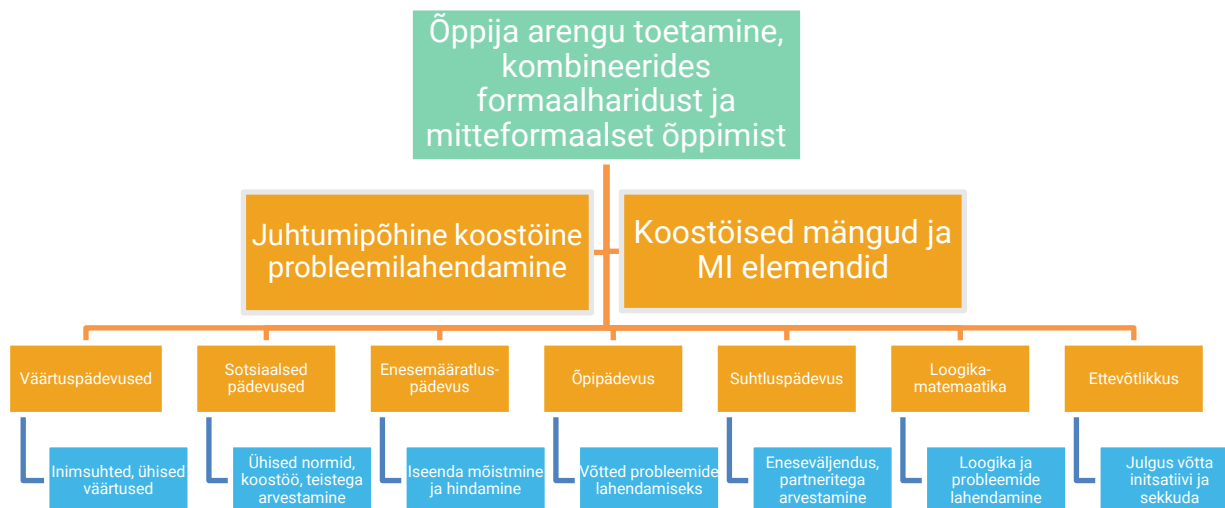 Õppija arengu toetamine,
kombineerides
formaalharidust ja
mitteformaalset õppimist
Juhtumipõhine koostöine
probleemilahendamine
Koostöised mängud ja
MI elemendid
Väärtuspädevused
Sotsiaalsed
pädevused
Enesemääratlus-
pädevus
Õpipädevus
Suhtluspädevus
Loogika-
matemaatika
Ettevõtlikkus
Inimsuhted, ühised
väärtused
Ühised normid,
koostöö, teistega
arvestamine
Iseenda mõistmine
ja hindamine
Võtted probleemide
lahendamiseks
Eneseväljendus,
partneritega
arvestamine
Loogika ja
probleemide
lahendamine
Julgus võtta
initsatiivi ja
sekkuda